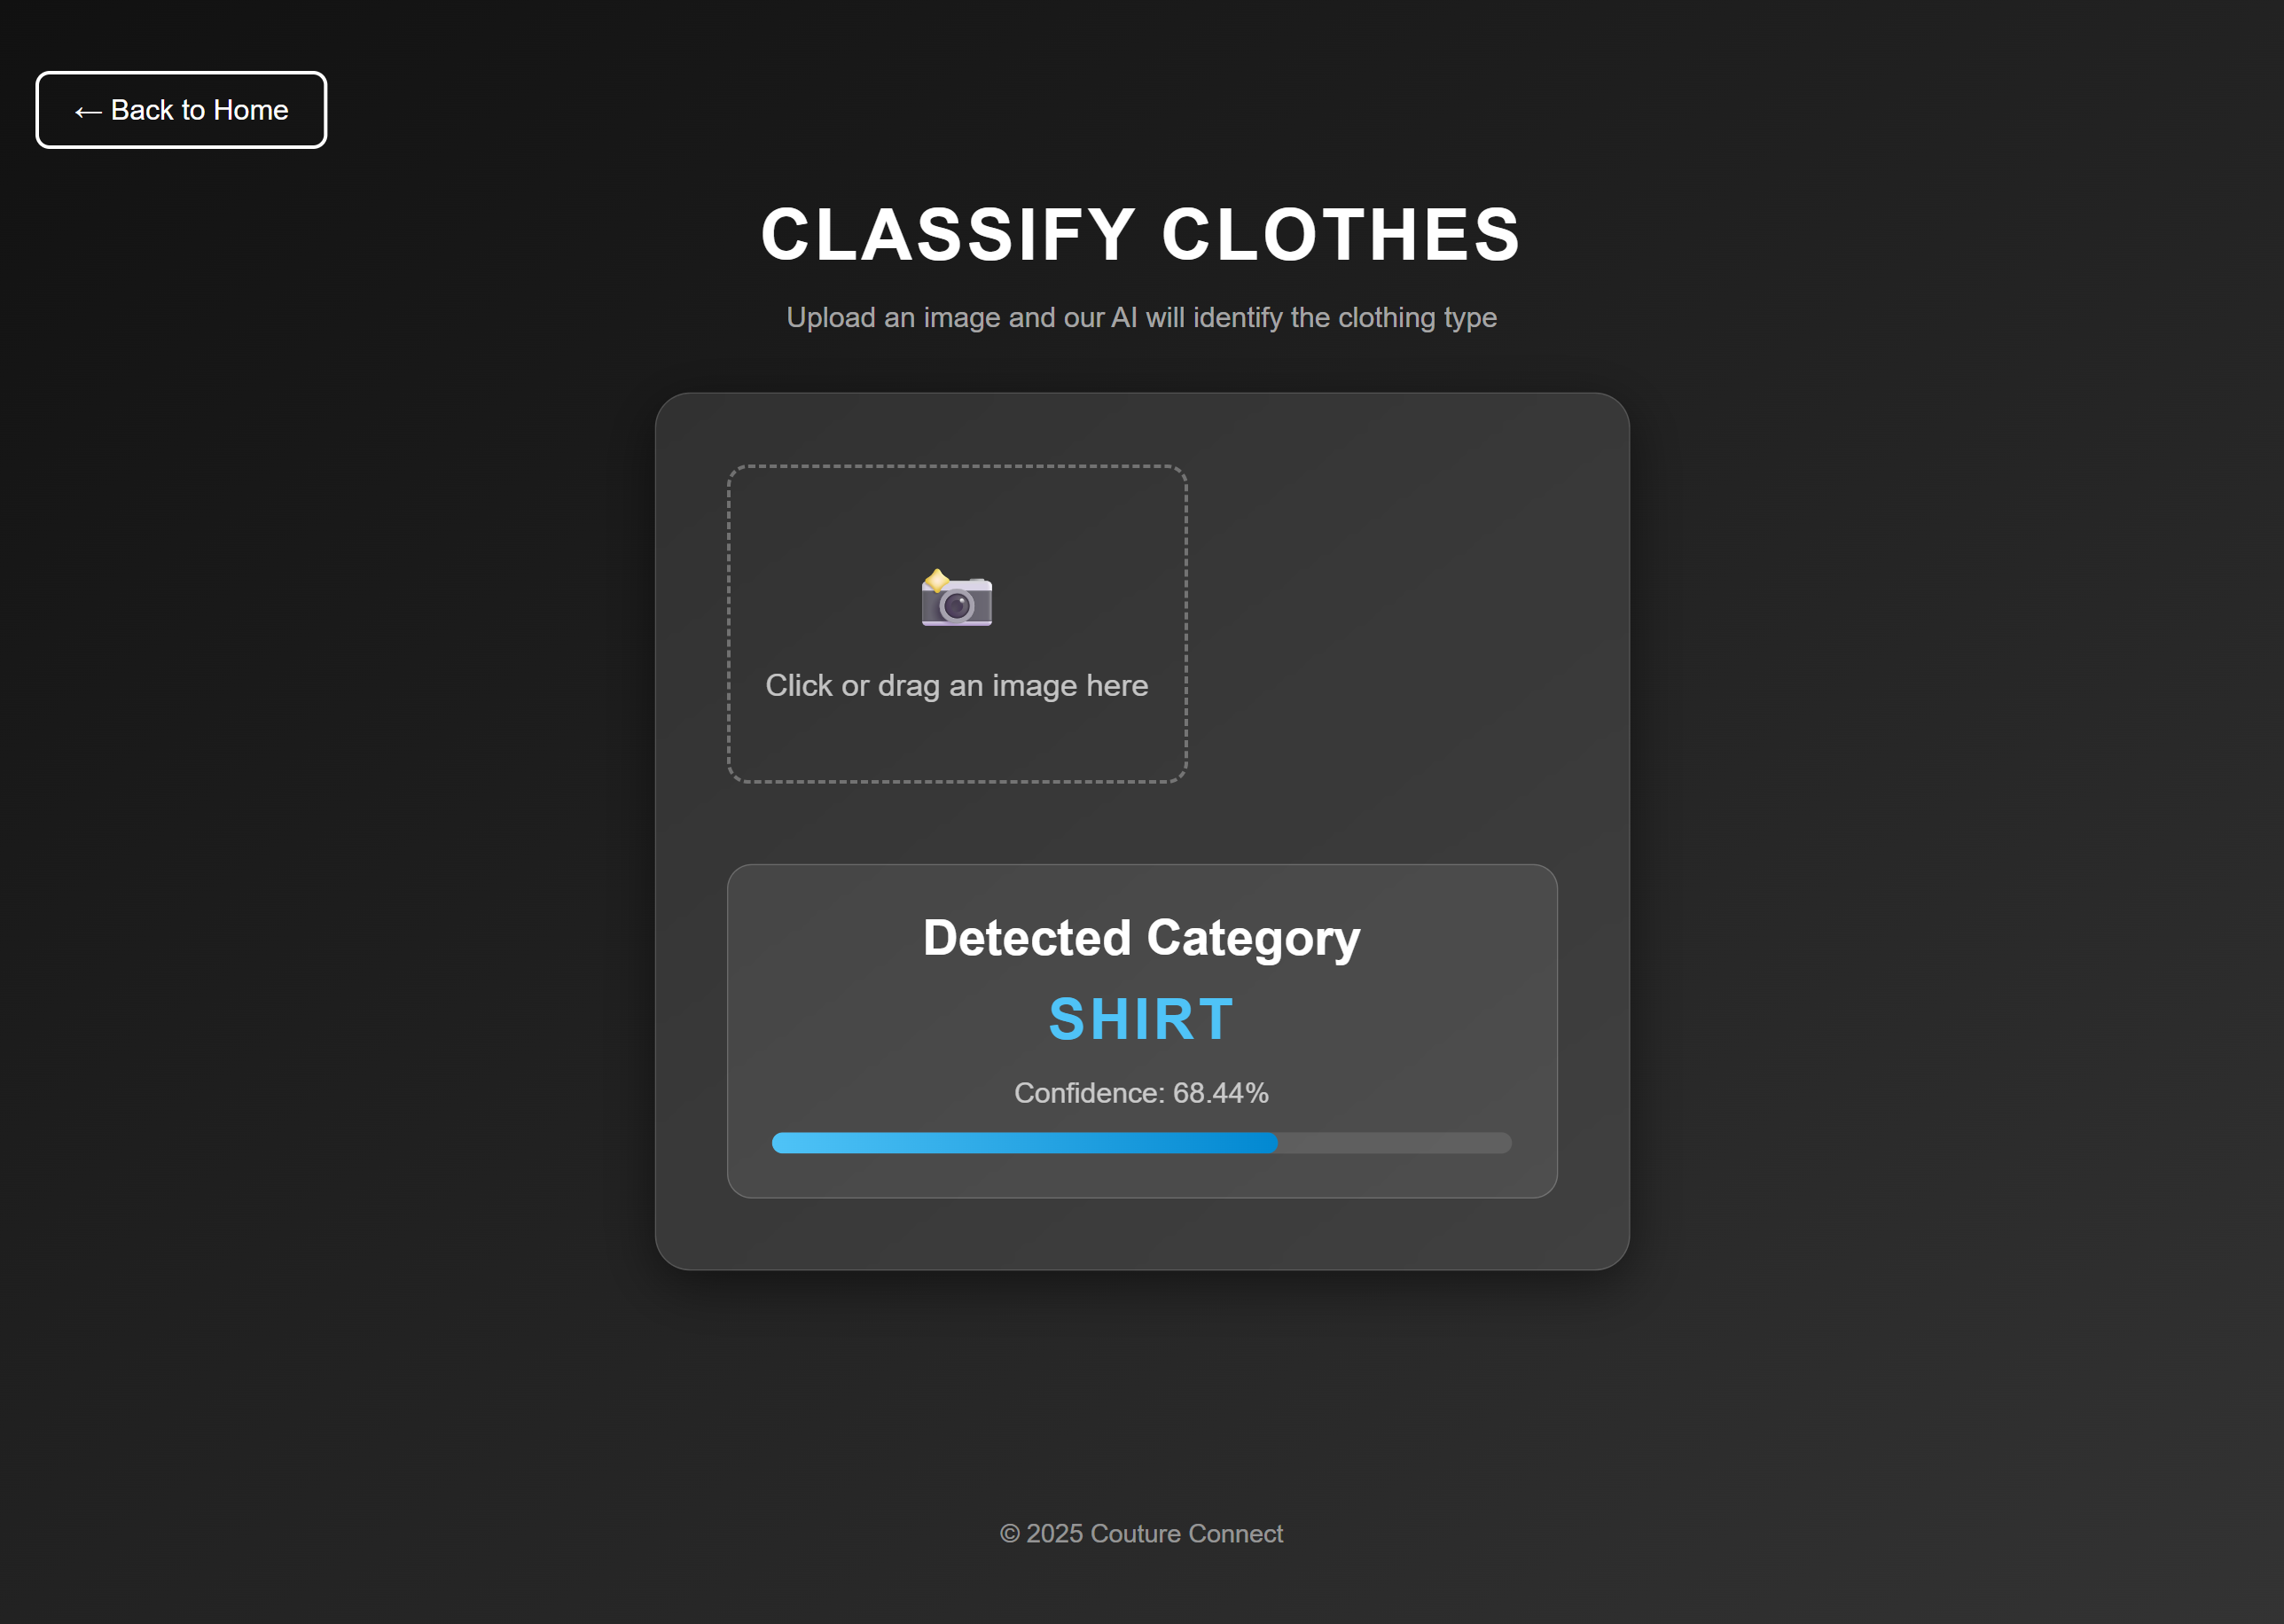 ← Back to Home
CLASSIFY CLOTHES
Upload an image and our AI will identify the clothing type
Click or drag an image here
Detected Category
SHIRT
Confidence: 68.44%
© 2025 Couture Connect